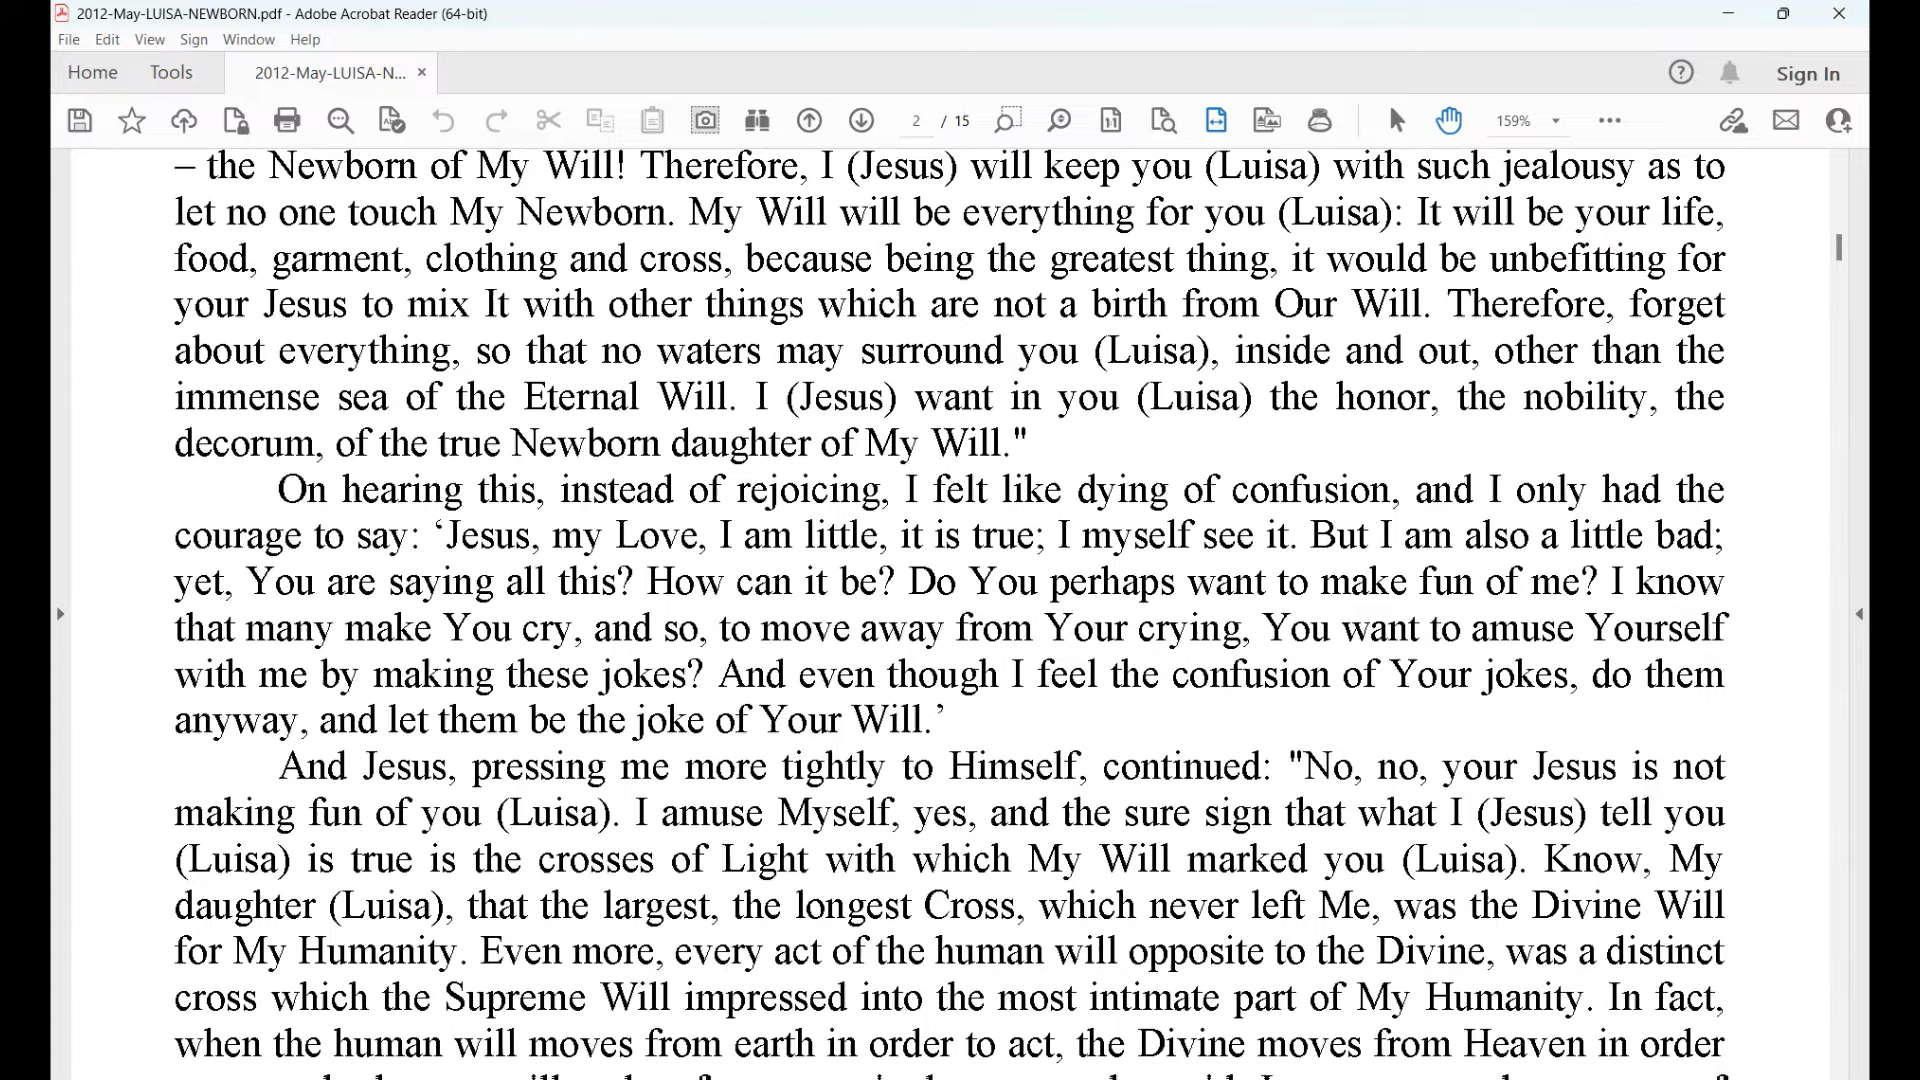 2012-May-LUISA-NEWBORN.pdf - Adobe Acrobat Reader (64-bit)
File Edit View Sign Window Help
Home Tools 2012-May-LUISA-N... × Sign In
2 / 15 159%
– the Newborn of My Will! Therefore, I (Jesus) will keep you (Luisa) with such jealousy as to
let no one touch My Newborn. My Will will be everything for you (Luisa): It will be your life,
food, garment, clothing and cross, because being the greatest thing, it would be unbefitting for
your Jesus to mix It with other things which are not a birth from Our Will. Therefore, forget
about everything, so that no waters may surround you (Luisa), inside and out, other than the
immense sea of the Eternal Will. I (Jesus) want in you (Luisa) the honor, the nobility, the
decorum, of the true Newborn daughter of My Will."
On hearing this, instead of rejoicing, I felt like dying of confusion, and I only had the
courage to say: ‘Jesus, my Love, I am little, it is true; I myself see it. But I am also a little bad;
yet, You are saying all this? How can it be? Do You perhaps want to make fun of me? I know
that many make You cry, and so, to move away from Your crying, You want to amuse Yourself
with me by making these jokes? And even though I feel the confusion of Your jokes, do them
anyway, and let them be the joke of Your Will.’
And Jesus, pressing me more tightly to Himself, continued: "No, no, your Jesus is not
making fun of you (Luisa). I amuse Myself, yes, and the sure sign that what I (Jesus) tell you
(Luisa) is true is the crosses of Light with which My Will marked you (Luisa). Know, My
daughter (Luisa), that the largest, the longest Cross, which never left Me, was the Divine Will
for My Humanity. Even more, every act of the human will opposite to the Divine, was a distinct
cross which the Supreme Will impressed into the most intimate part of My Humanity. In fact,
when the human will moves from earth in order to act, the Divine moves from Heaven in order